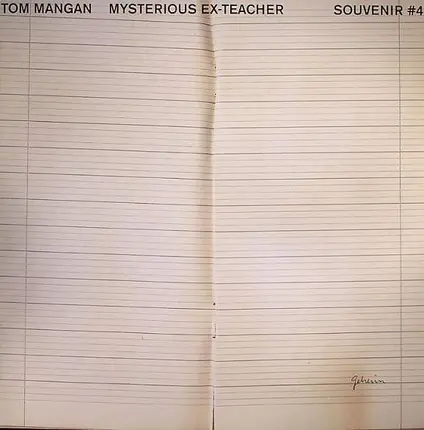 TOM MANGAN MYSTERIOUS EX-TEACHER SOUVENIR #4